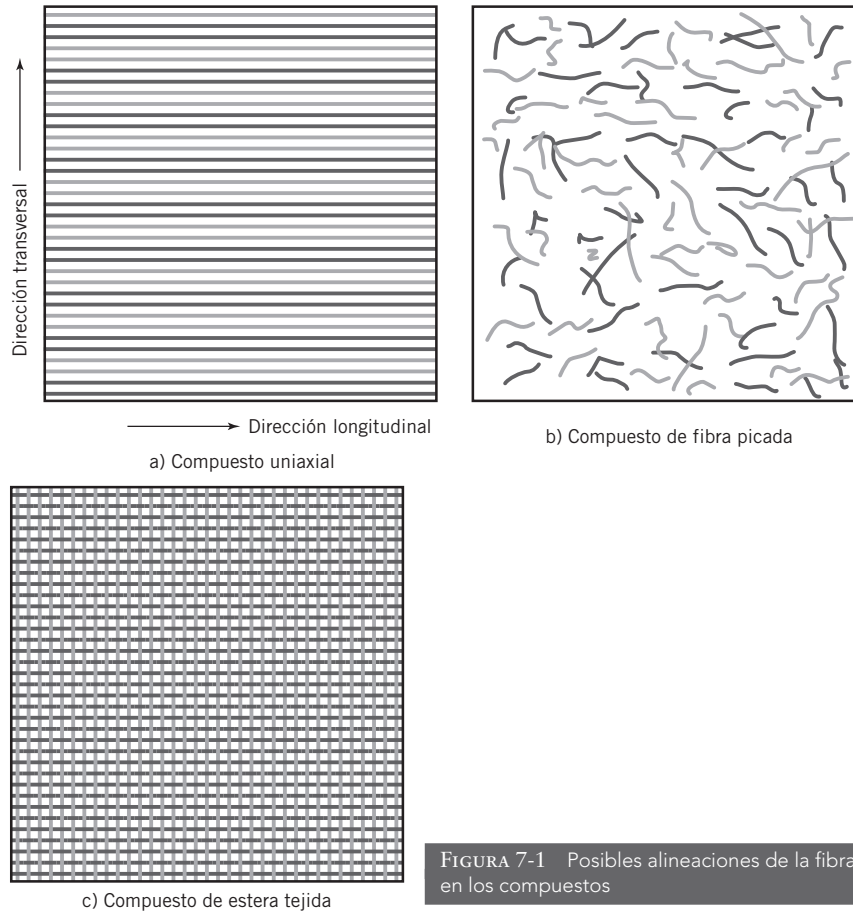 Dirección transversal
Dirección longitudinal
a) Compuesto uniaxial
b) Compuesto de fibra picada
c) Compuesto de estera tejida
FIGURA 7-1 Posibles alineaciones de la fibra
en los compuestos